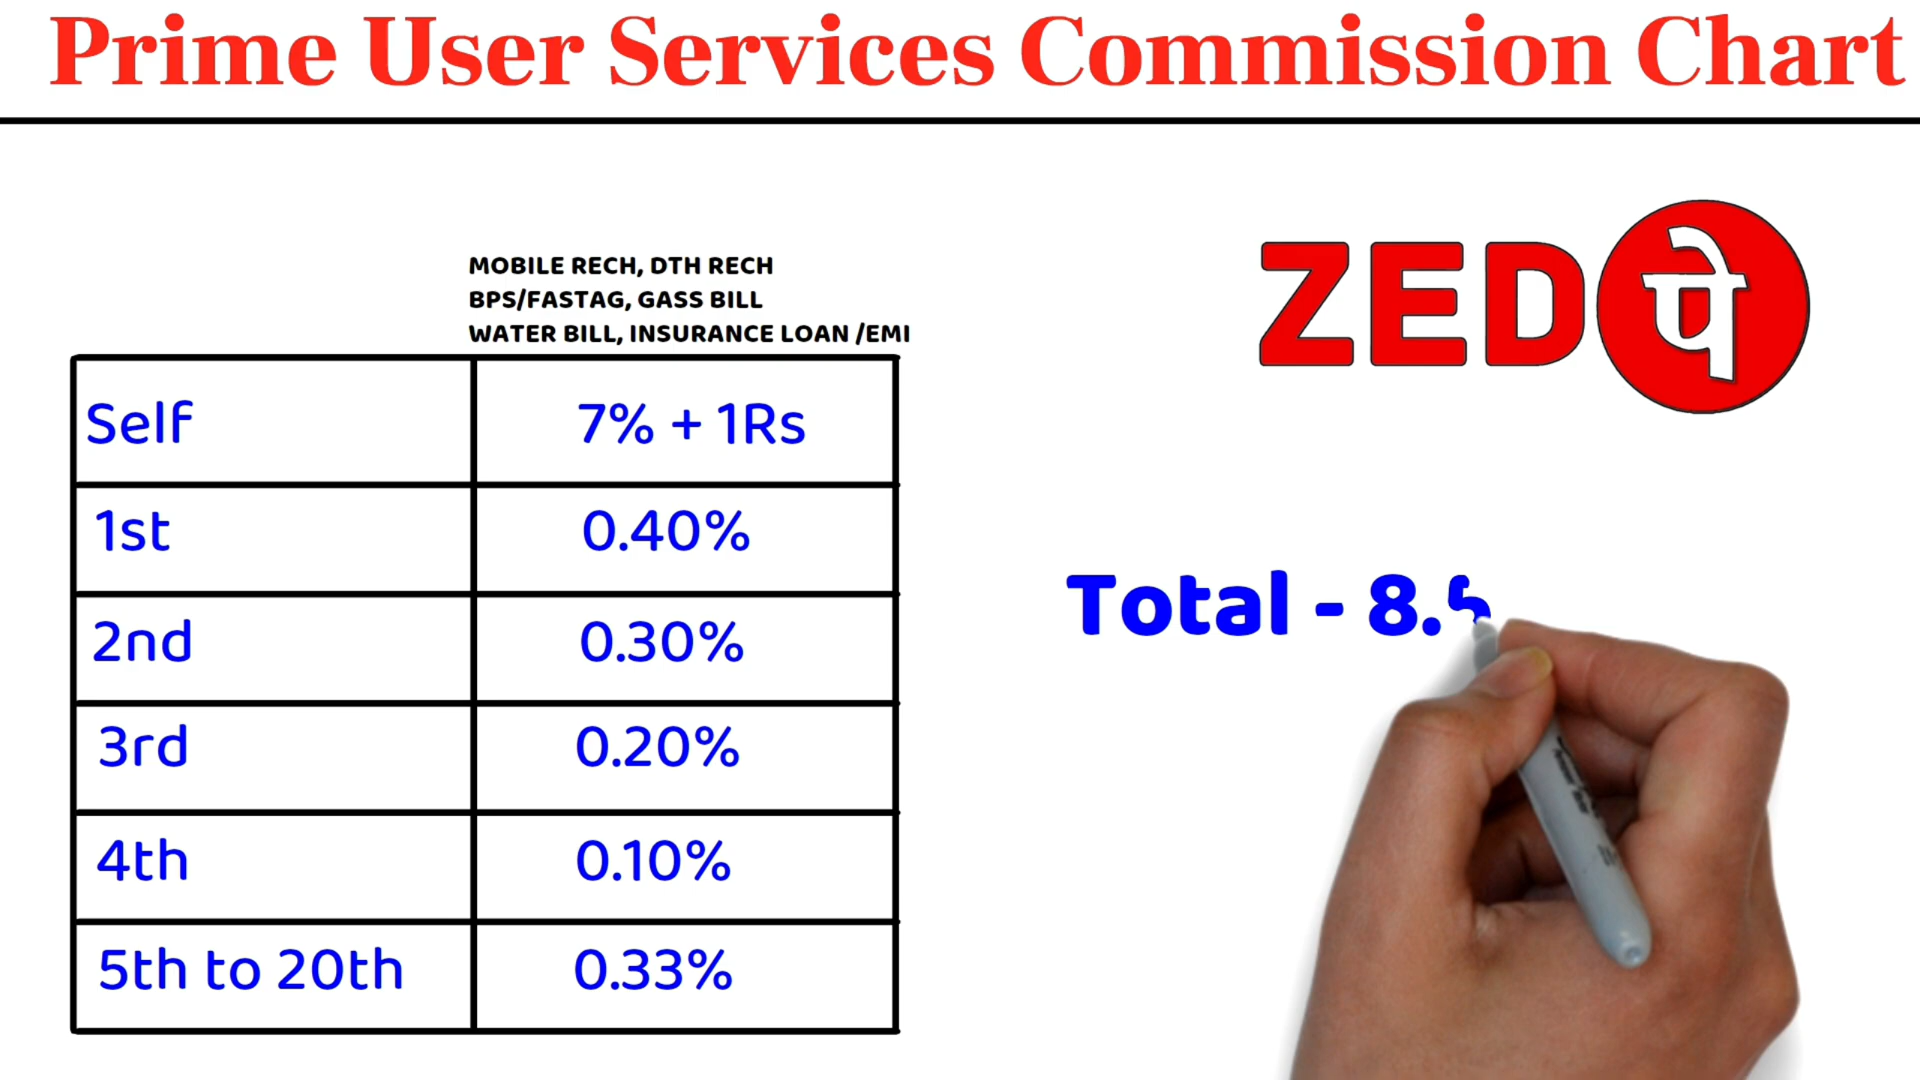 Prime User Services Commission Chart
MOBILE RECH, DTH RECH
BPS/FASTAG, GASS BILL
WATER BILL, INSURANCE LOAN /EMI
ZED पे
Self 7% + 1Rs
1st 0.40%
2nd 0.30%
3rd 0.20%
4th 0.10%
5th to 20th 0.33%
Total - 8.5